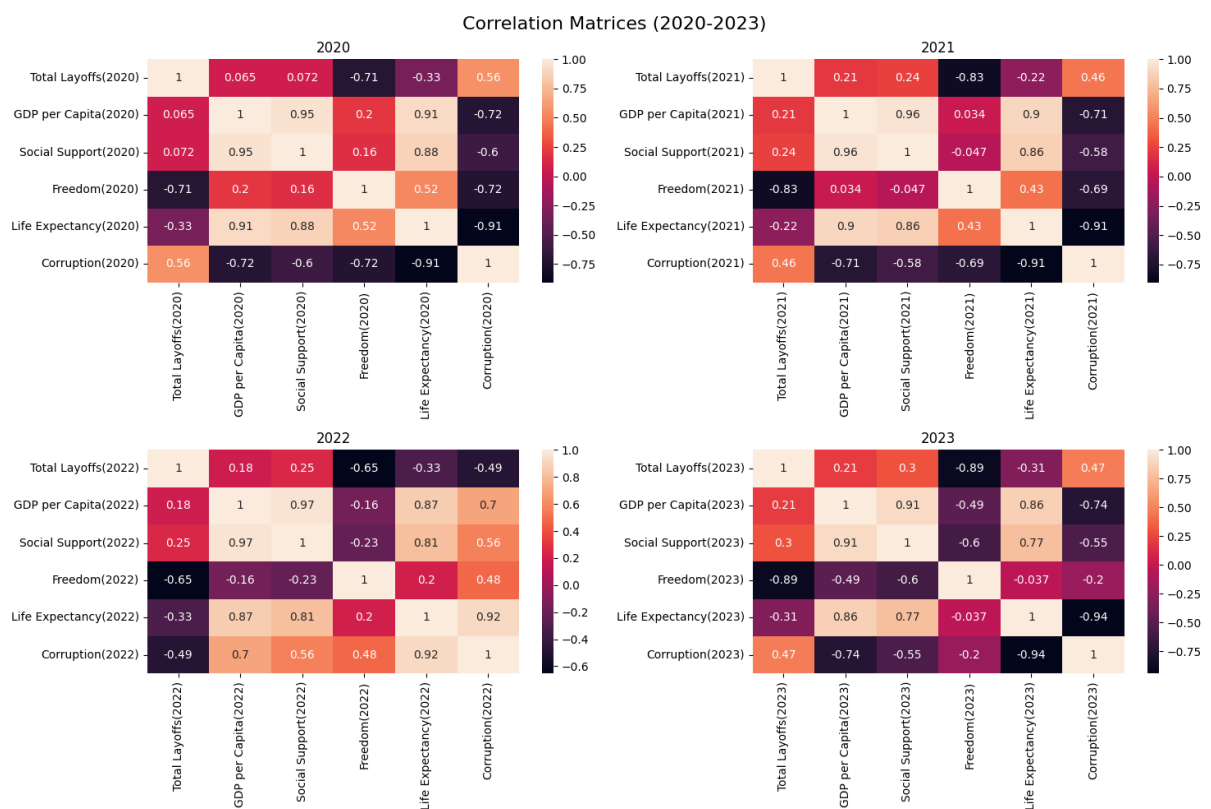 Correlation Matrices (2020-2023)
2020
Total Layoffs(2020) 1 0.065 0.072 -0.71 -0.33 0.56
GDP per Capita(2020) 0.065 1 0.95 0.2 0.91 -0.72
Social Support(2020) 0.072 0.95 1 0.16 0.88 -0.6
Freedom(2020) -0.71 0.2 0.16 1 0.52 -0.72
Life Expectancy(2020) -0.33 0.91 0.88 0.52 1 -0.91
Corruption(2020) 0.56 -0.72 -0.6 -0.72 -0.91 1
Total Layoffs(2020)
GDP per Capita(2020)
Social Support(2020)
Freedom(2020)
Life Expectancy(2020)
Corruption(2020)
1.00
0.75
0.50
0.25
0.00
−0.25
−0.50
−0.75
2021
Total Layoffs(2021) 1 0.21 0.24 -0.83 -0.22 0.46
GDP per Capita(2021) 0.21 1 0.96 0.034 0.9 -0.71
Social Support(2021) 0.24 0.96 1 -0.047 0.86 -0.58
Freedom(2021) -0.83 0.034 -0.047 1 0.43 -0.69
Life Expectancy(2021) -0.22 0.9 0.86 0.43 1 -0.91
Corruption(2021) 0.46 -0.71 -0.58 -0.69 -0.91 1
Total Layoffs(2021)
GDP per Capita(2021)
Social Support(2021)
Freedom(2021)
Life Expectancy(2021)
Corruption(2021)
1.00
0.75
0.50
0.25
0.00
−0.25
−0.50
−0.75
2022
Total Layoffs(2022) 1 0.18 0.25 -0.65 -0.33 -0.49
GDP per Capita(2022) 0.18 1 0.97 -0.16 0.87 0.7
Social Support(2022) 0.25 0.97 1 -0.23 0.81 0.56
Freedom(2022) -0.65 -0.16 -0.23 1 0.2 0.48
Life Expectancy(2022) -0.33 0.87 0.81 0.2 1 0.92
Corruption(2022) -0.49 0.7 0.56 0.48 0.92 1
Total Layoffs(2022)
GDP per Capita(2022)
Social Support(2022)
Freedom(2022)
Life Expectancy(2022)
Corruption(2022)
1.0
0.8
0.6
0.4
0.2
0.0
−0.2
−0.4
−0.6
2023
Total Layoffs(2023) 1 0.21 0.3 -0.89 -0.31 0.47
GDP per Capita(2023) 0.21 1 0.91 -0.49 0.86 -0.74
Social Support(2023) 0.3 0.91 1 -0.6 0.77 -0.55
Freedom(2023) -0.89 -0.49 -0.6 1 -0.037 -0.2
Life Expectancy(2023) -0.31 0.86 0.77 -0.037 1 -0.94
Corruption(2023) 0.47 -0.74 -0.55 -0.2 -0.94 1
Total Layoffs(2023)
GDP per Capita(2023)
Social Support(2023)
Freedom(2023)
Life Expectancy(2023)
Corruption(2023)
1.00
0.75
0.50
0.25
0.00
−0.25
−0.50
−0.75